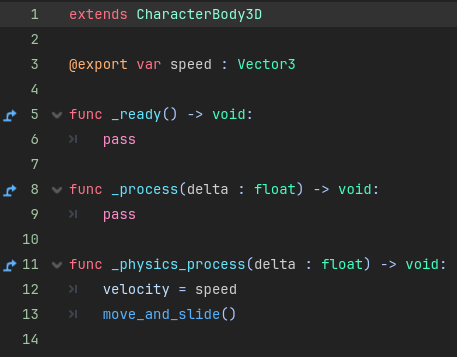 1 extends CharacterBody3D
2
3 @export var speed : Vector3
4
5 func _ready() -> void:
6 pass
7
8 func _process(delta : float) -> void:
9 pass
10
11 func _physics_process(delta : float) -> void:
12 velocity = speed
13 move_and_slide()
14